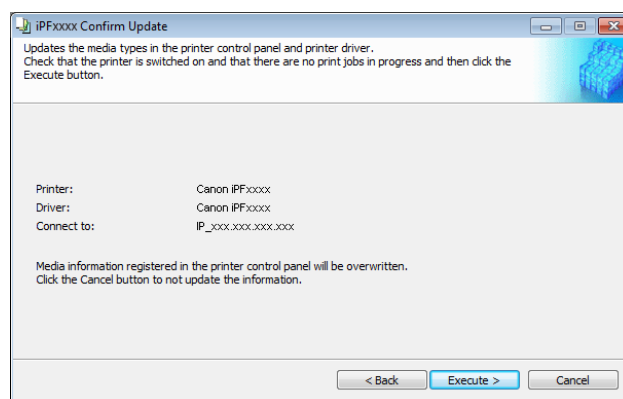 iPFxxxx Confirm Update
Updates the media types in the printer control panel and printer driver.
Check that the printer is switched on and that there are no print jobs in progress and then click the
Execute button.
Printer: Canon iPFxxxx
Driver: Canon iPFxxxx
Connect to: IP_xxx.xxx.xxx.xxx
Media information registered in the printer control panel will be overwritten.
Click the Cancel button to not update the information.
< Back Execute > Cancel